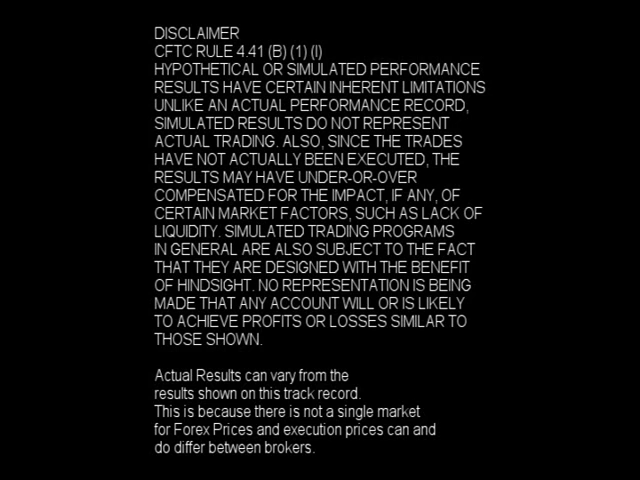 DISCLAIMER
CFTC RULE 4.41 (B) (1) (I)
HYPOTHETICAL OR SIMULATED PERFORMANCE
RESULTS HAVE CERTAIN INHERENT LIMITATIONS
UNLIKE AN ACTUAL PERFORMANCE RECORD,
SIMULATED RESULTS DO NOT REPRESENT
ACTUAL TRADING. ALSO, SINCE THE TRADES
HAVE NOT ACTUALLY BEEN EXECUTED, THE
RESULTS MAY HAVE UNDER-OR-OVER
COMPENSATED FOR THE IMPACT, IF ANY, OF
CERTAIN MARKET FACTORS, SUCH AS LACK OF
LIQUIDITY. SIMULATED TRADING PROGRAMS
IN GENERAL ARE ALSO SUBJECT TO THE FACT
THAT THEY ARE DESIGNED WITH THE BENEFIT
OF HINDSIGHT. NO REPRESENTATION IS BEING
MADE THAT ANY ACCOUNT WILL OR IS LIKELY
TO ACHIEVE PROFITS OR LOSSES SIMILAR TO
THOSE SHOWN.
Actual Results can vary from the
results shown on this track record.
This is because there is not a single market
for Forex Prices and execution prices can and
do differ between brokers.